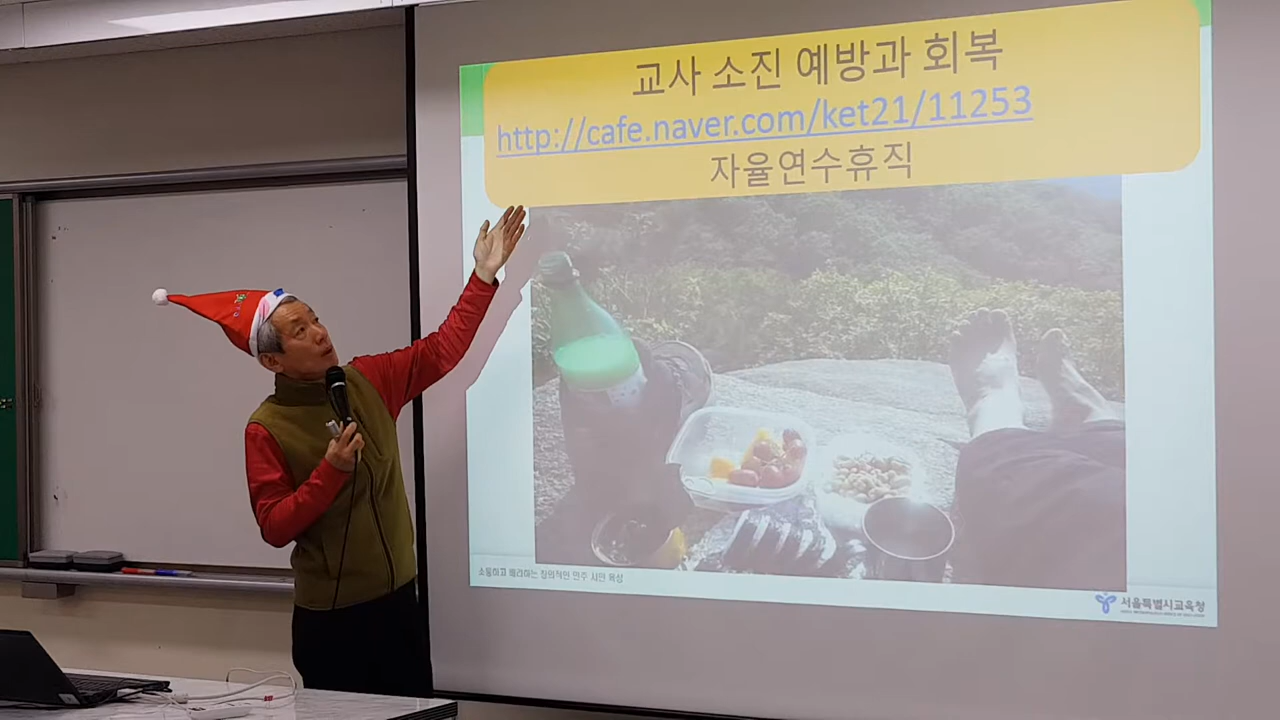 교사 소진 예방과 회복
http://cafe.naver.com/ket21/11253
자율연수휴직
소통하고 배려하는 창의적인 민주 시민 육성
서울특별시교육청